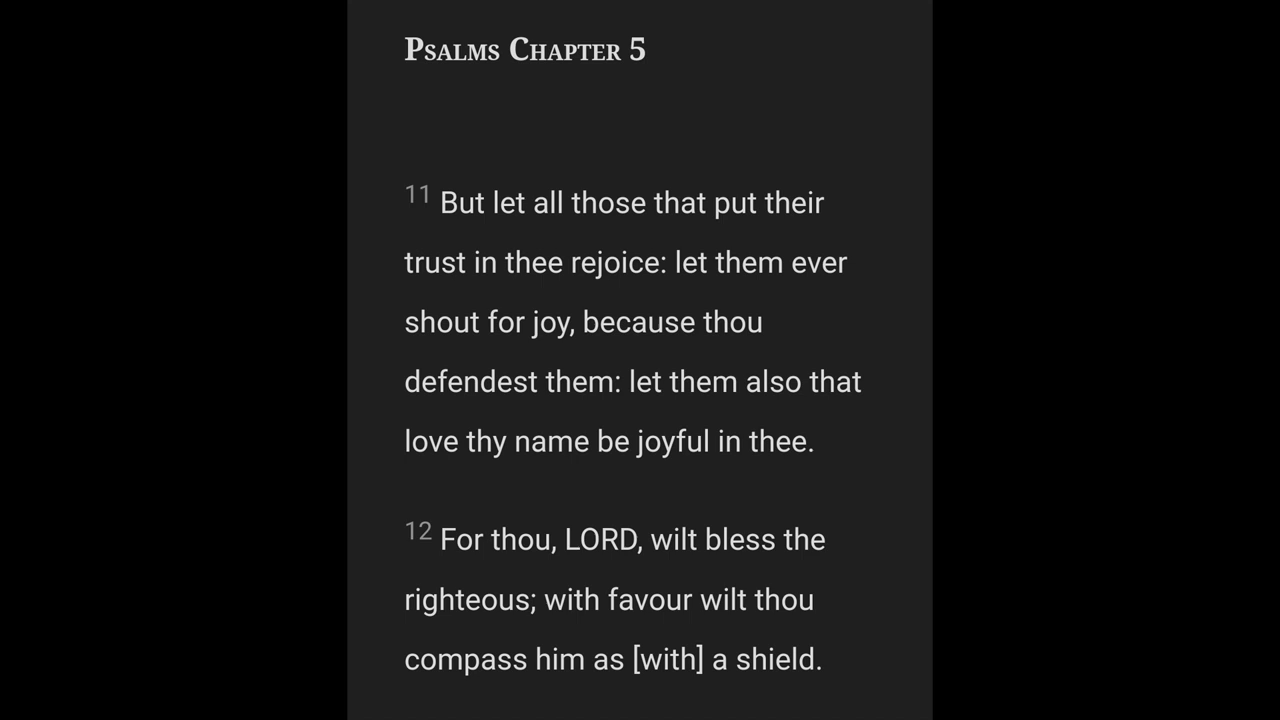 Psalms Chapter 5
11 But let all those that put their
trust in thee rejoice: let them ever
shout for joy, because thou
defendest them: let them also that
love thy name be joyful in thee.
12 For thou, LORD, wilt bless the
righteous; with favour wilt thou
compass him as [with] a shield.